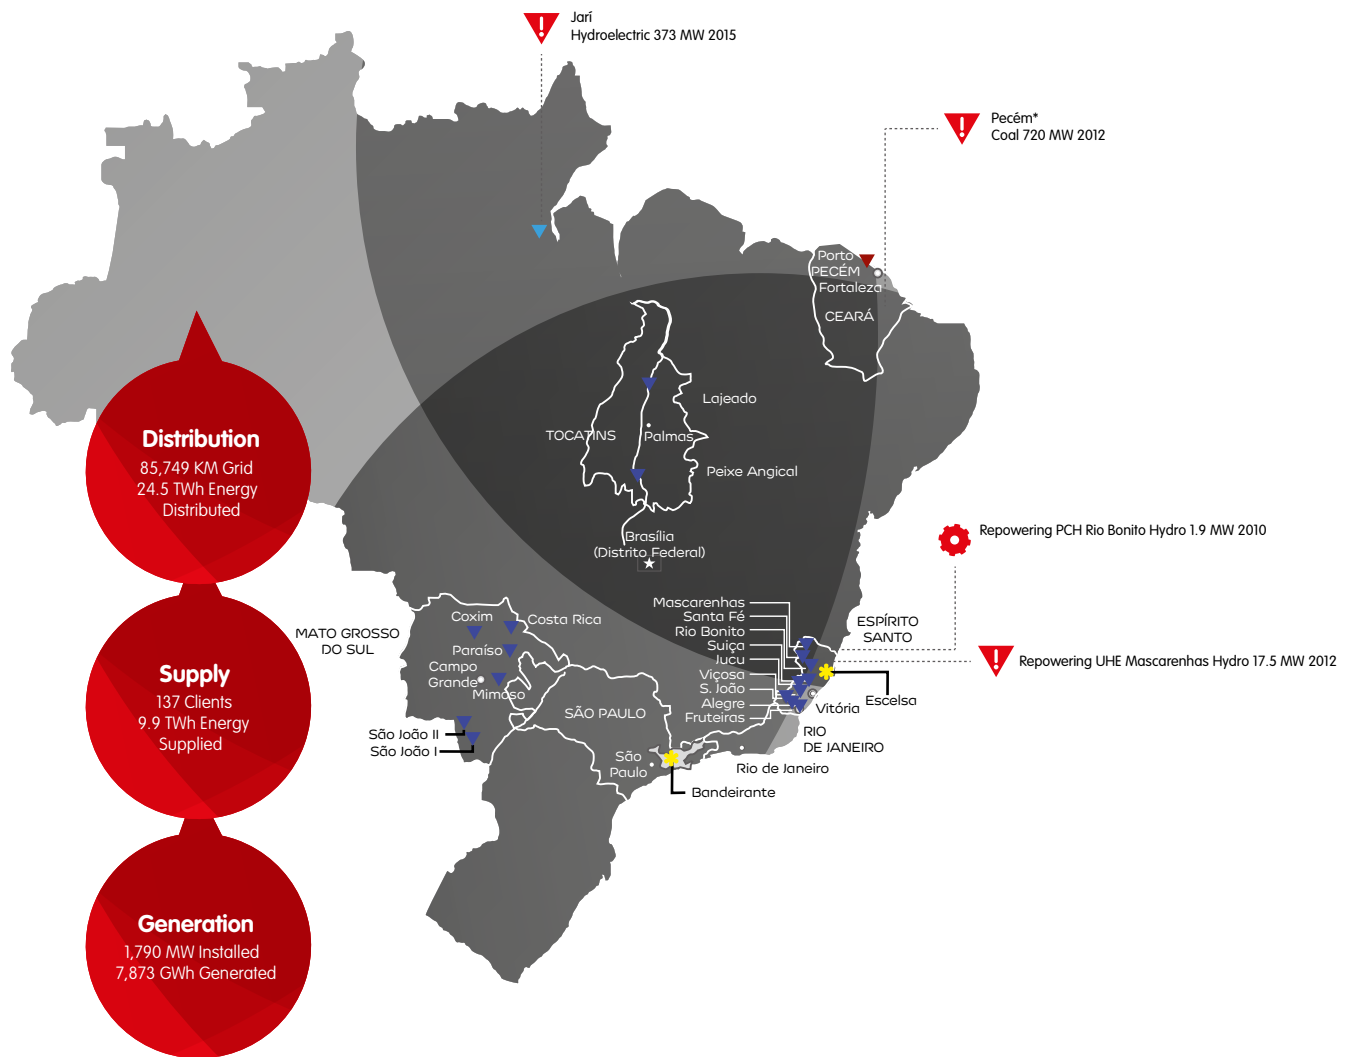 Jarí
Hydroelectric 373 MW 2015
Pecém*
Coal 720 MW 2012
Porto
PECÉM
Fortaleza
CEARÁ
Lajeado
TOCATINS
Palmas
Peixe Angical
Brasília
(Distrito Federal)
Distribution
85,749 KM Grid
24.5 TWh Energy
Distributed
Repowering PCH Rio Bonito Hydro 1.9 MW 2010
Repowering UHE Mascarenhas Hydro 17.5 MW 2012
Supply
137 Clients
9.9 TWh Energy
Supplied
MATO GROSSO
DO SUL
Coxim
Costa Rica
Paraíso
Campo
Grande
Mimoso
São João II
São João I
SÃO PAULO
São
Paulo
Bandeirante
Mascarenhas
Santa Fé
Rio Bonito
Suiça
Jucu
Viçosa
S. João
Alegre
Fruteiras
ESPÍRITO
SANTO
Escelsa
Vitória
RIO
DE JANEIRO
Rio de Janeiro
Generation
1,790 MW Installed
7,873 GWh Generated